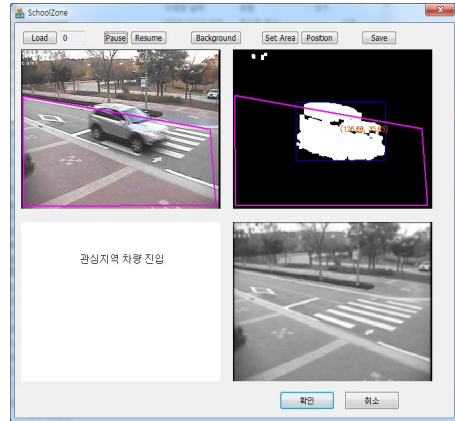 SchoolZone
Load 0 Pause Resume Background Set Area Position Save
관심지역 차량 진입
확인 취소